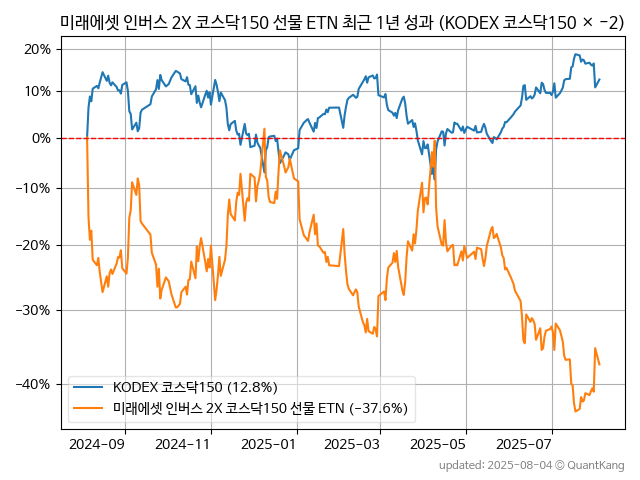 미래에셋 인버스 2X 코스닥150 선물 ETN 최근 1년 성과 (KODEX 코스닥150 × −2)
20%
10%
0%
−10%
−20%
−30%
−40%
KODEX 코스닥150 (12.8%)
미래에셋 인버스 2X 코스닥150 선물 ETN (−37.6%)
2024-09 2024-11 2025-01 2025-03 2025-05 2025-07
updated: 2025-08-04 © QuantKang